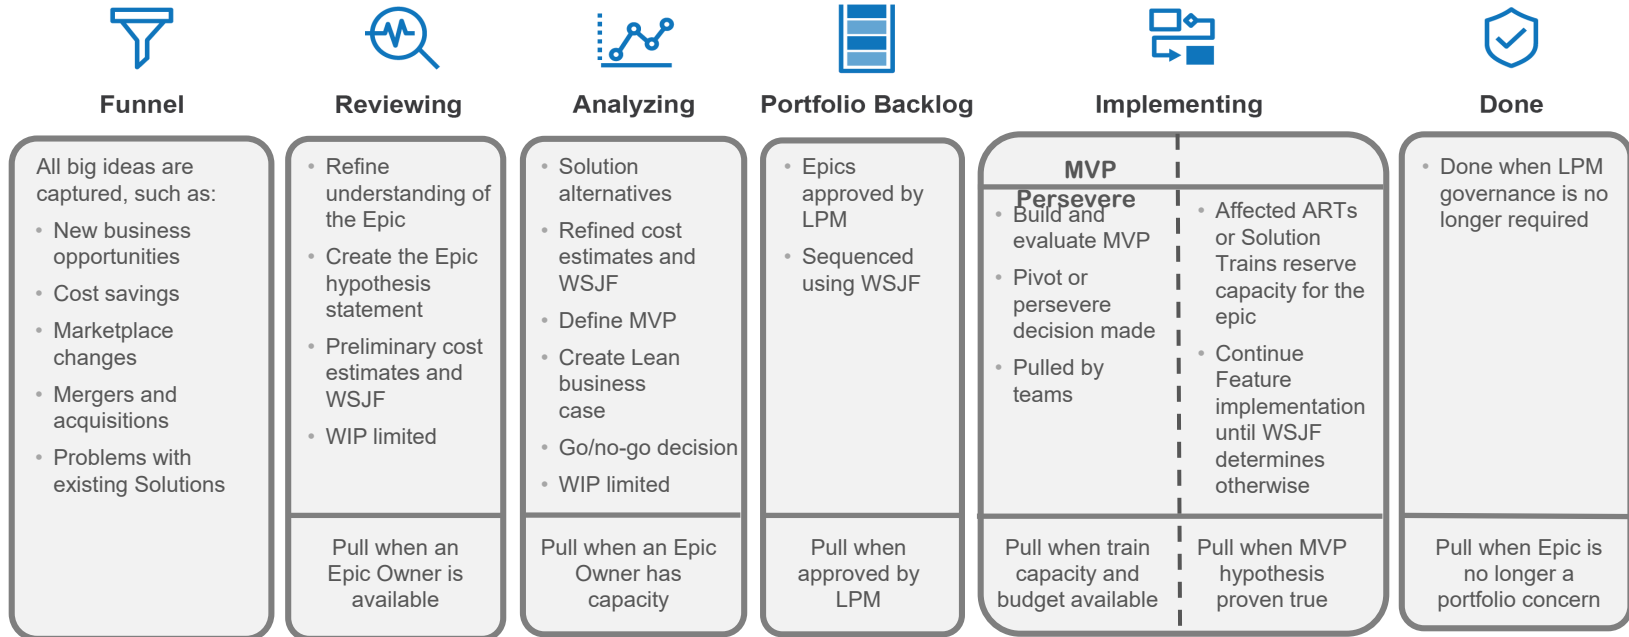 Funnel
Reviewing
Analyzing
Portfolio Backlog
Implementing
Done
All big ideas are
captured, such as:
• New business
opportunities
• Cost savings
• Marketplace
changes
• Mergers and
acquisitions
• Problems with
existing Solutions
• Refine
understanding of
the Epic
• Create the Epic
hypothesis
statement
• Preliminary cost
estimates and
WSJF
• WIP limited
Pull when an
Epic Owner is
available
• Solution
alternatives
• Refined cost
estimates and
WSJF
• Define MVP
• Create Lean
business
case
• Go/no-go decision
• WIP limited
Pull when an Epic
Owner has
capacity
• Epics
approved by
LPM
• Sequenced
using WSJF
Pull when
approved by
LPM
MVP
Persevere
• Build and
evaluate MVP
• Pivot or
persevere
decision made
• Pulled by
teams
Pull when train
capacity and
budget available
• Affected ARTs
or Solution
Trains reserve
capacity for the
epic
• Continue
Feature
implementation
until WSJF
determines
otherwise
Pull when MVP
hypothesis
proven true
• Done when LPM
governance is no
longer required
Pull when Epic is
no longer a
portfolio concern